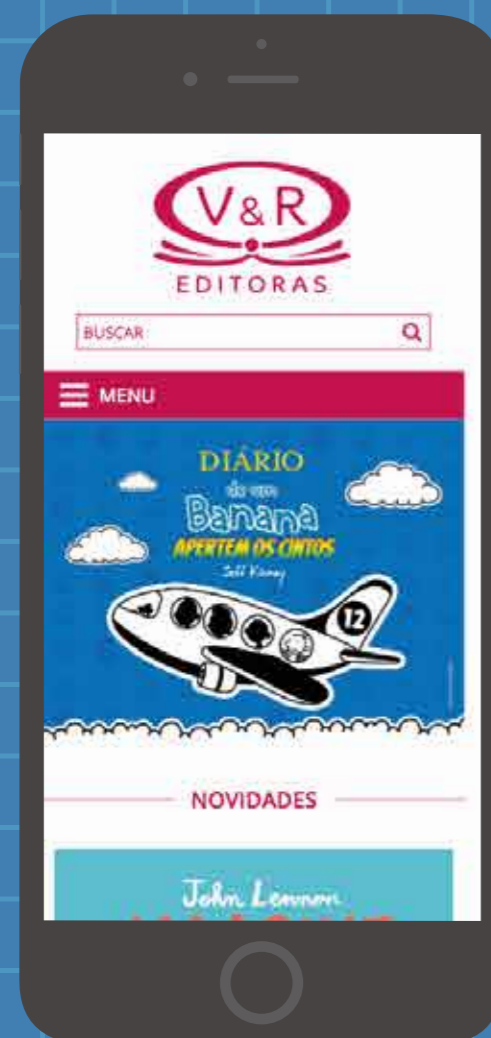 V&R
EDITORAS
BUSCAR
MENU
DIÁRIO
de um
Banana
APERTEM OS CINTOS
Jeff Kinney
12
NOVIDADES
John Lennon